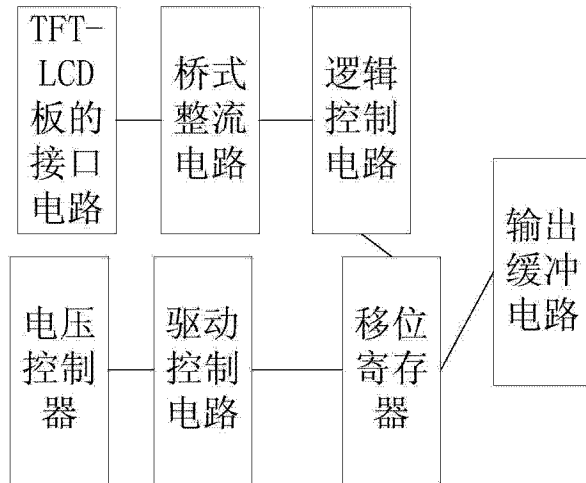 TFT-
LCD
板的
接口
电路
桥式
整流
电路
逻辑
控制
电路
输出
缓冲
电路
电压
控制
器
驱动
控制
电路
移位
寄存
器